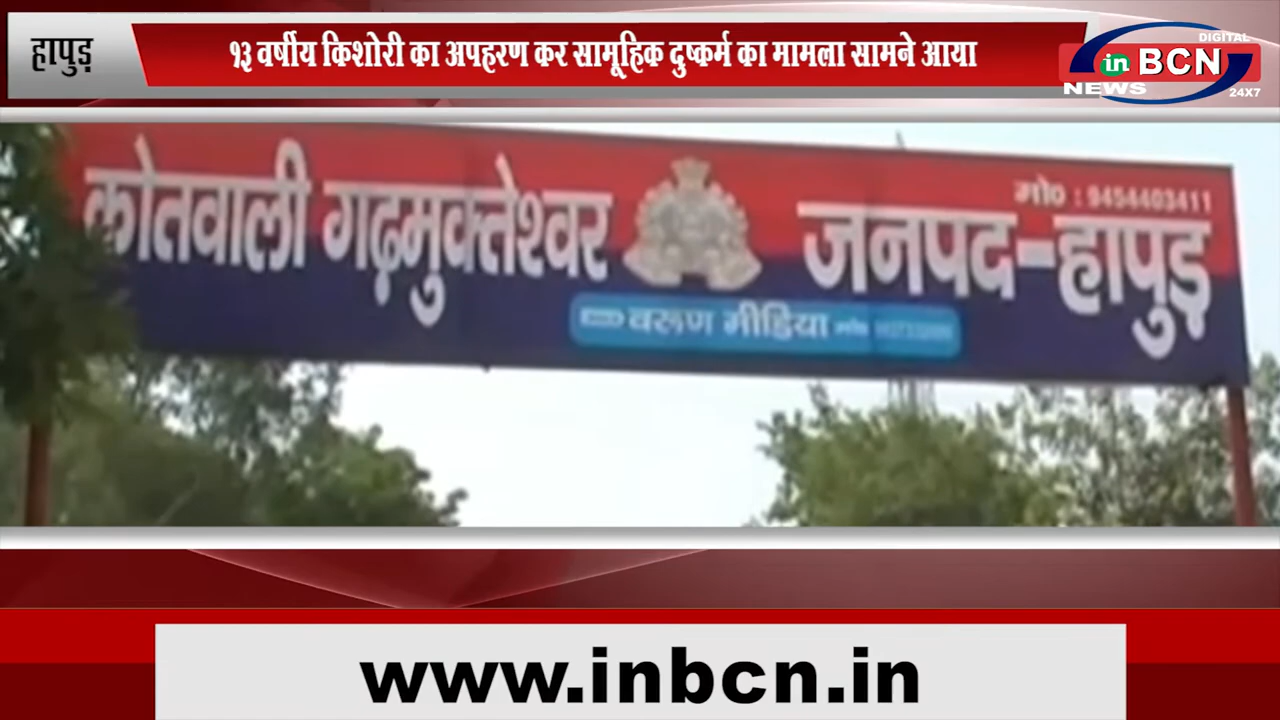 हापुड़
१३ वर्षीय किशोरी का अपहरण कर सामूहिक दुष्कर्म का मामला सामने आया
DIGITAL
in BCN
NEWS
24X7
मो० : 9454403411
कोतवाली गढ़मुक्तेश्वर जनपद-हापुड़
वरूण मीडिया
www.inbcn.in